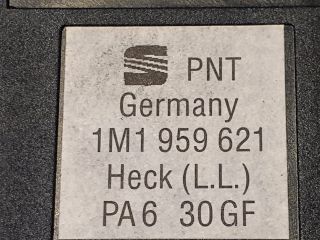 PNT
Germany
1M1 959 621
Heck (L.L.)
PA6 30GF